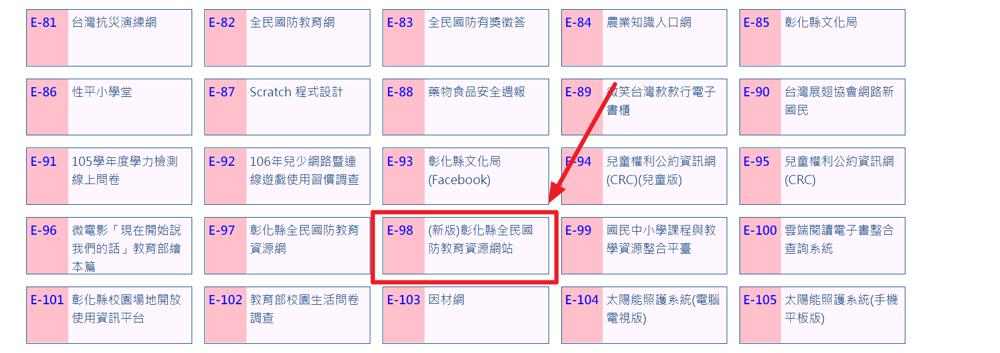 E-81 台灣抗災演練網
E-82 全民國防教育網
E-83 全民國防有獎徵答
E-84 農業知識入口網
E-85 彰化縣文化局
E-86 性平小學堂
E-87 Scratch 程式設計
E-88 藥物食品安全週報
E-89 微笑台灣款款行電子
書櫃
E-90 台灣展翅協會網路新
國民
E-91 105學年度學力檢測
線上問卷
E-92 106年兒少網路暨連
線遊戲使用習慣調查
E-93 彰化縣文化局
(Facebook)
E-94 兒童權利公約資訊網
(CRC)(兒童版)
E-95 兒童權利公約資訊網
(CRC)
E-96 微電影「現在開始說
我們的話」教育部繪
本篇
E-97 彰化縣全民國防教育
資源網
E-98 (新版)彰化縣全民國
防教育資源網站
E-99 國民中小學課程與教
學資源整合平臺
E-100 雲端閱讀電子書整合
查詢系統
E-101 彰化縣校園場地開放
使用資訊平台
E-102 教育部校園生活問卷
調查
E-103 因材網
E-104 太陽能照護系統(電腦
電視版)
E-105 太陽能照護系統(手機
平板版)